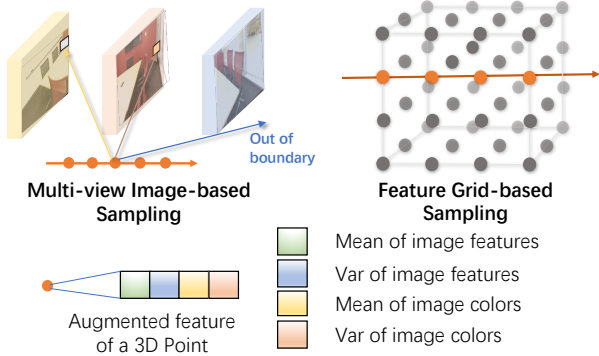 Out of
boundary
Multi-view Image-based
Sampling
Feature Grid-based
Sampling
Augmented feature
of a 3D Point
Mean of image features
Var of image features
Mean of image colors
Var of image colors